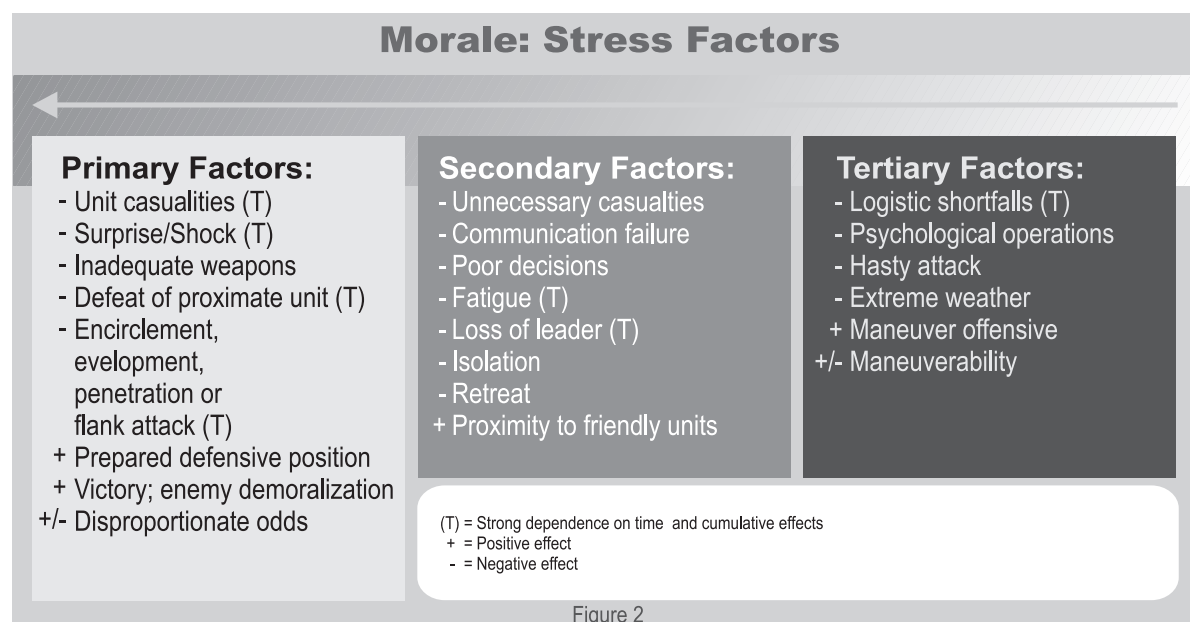 Morale: Stress Factors
Primary Factors:
- Unit casualities (T)
- Surprise/Shock (T)
- Inadequate weapons
- Defeat of proximate unit (T)
- Encirclement,
evelopment,
penetration or
flank attack (T)
+ Prepared defensive position
+ Victory; enemy demoralization
+/- Disproportionate odds
Secondary Factors:
- Unnecessary casualties
- Communication failure
- Poor decisions
- Fatigue (T)
- Loss of leader (T)
- Isolation
- Retreat
+ Proximity to friendly units
Tertiary Factors:
- Logistic shortfalls (T)
- Psychological operations
- Hasty attack
- Extreme weather
+ Maneuver offensive
+/- Maneuverability
(T) = Strong dependence on time and cumulative effects
+ = Positive effect
- = Negative effect
Figure 2